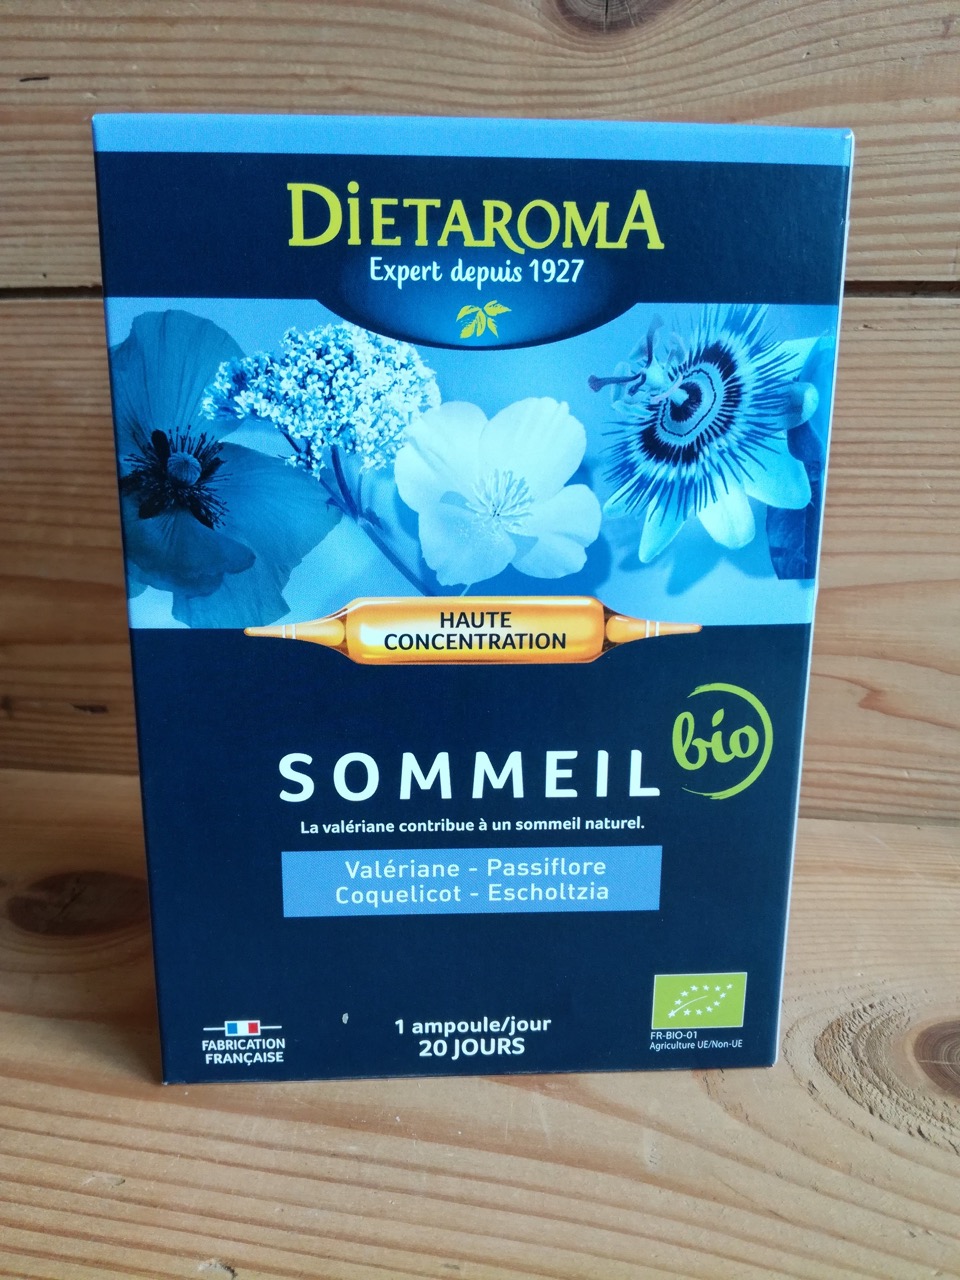 DiETAROMA
Expert depuis 1927
HAUTE
CONCENTRATION
bio
SOMMEIL
La valériane contribue à un sommeil naturel.
Valériane - Passiflore
Coquelicot - Escholtzia
FABRICATION
FRANÇAISE
1 ampoule/jour
20 JOURS
FR-BIO-01
Agriculture UE/Non-UE